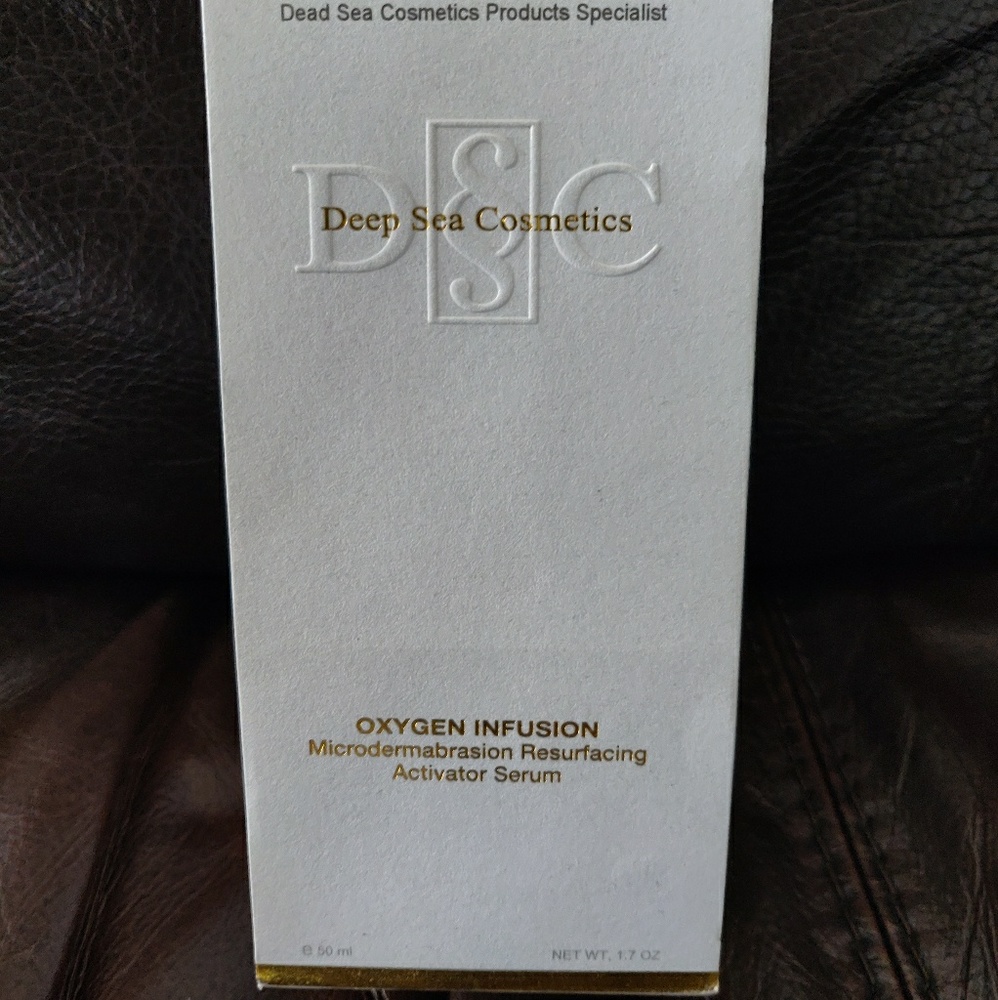 Dead Sea Cosmetics Products Specialist
DSC
Deep Sea Cosmetics
OXYGEN INFUSION
Microdermabrasion Resurfacing
Activator Serum
℮ 50 ml NET WT. 1.7 OZ